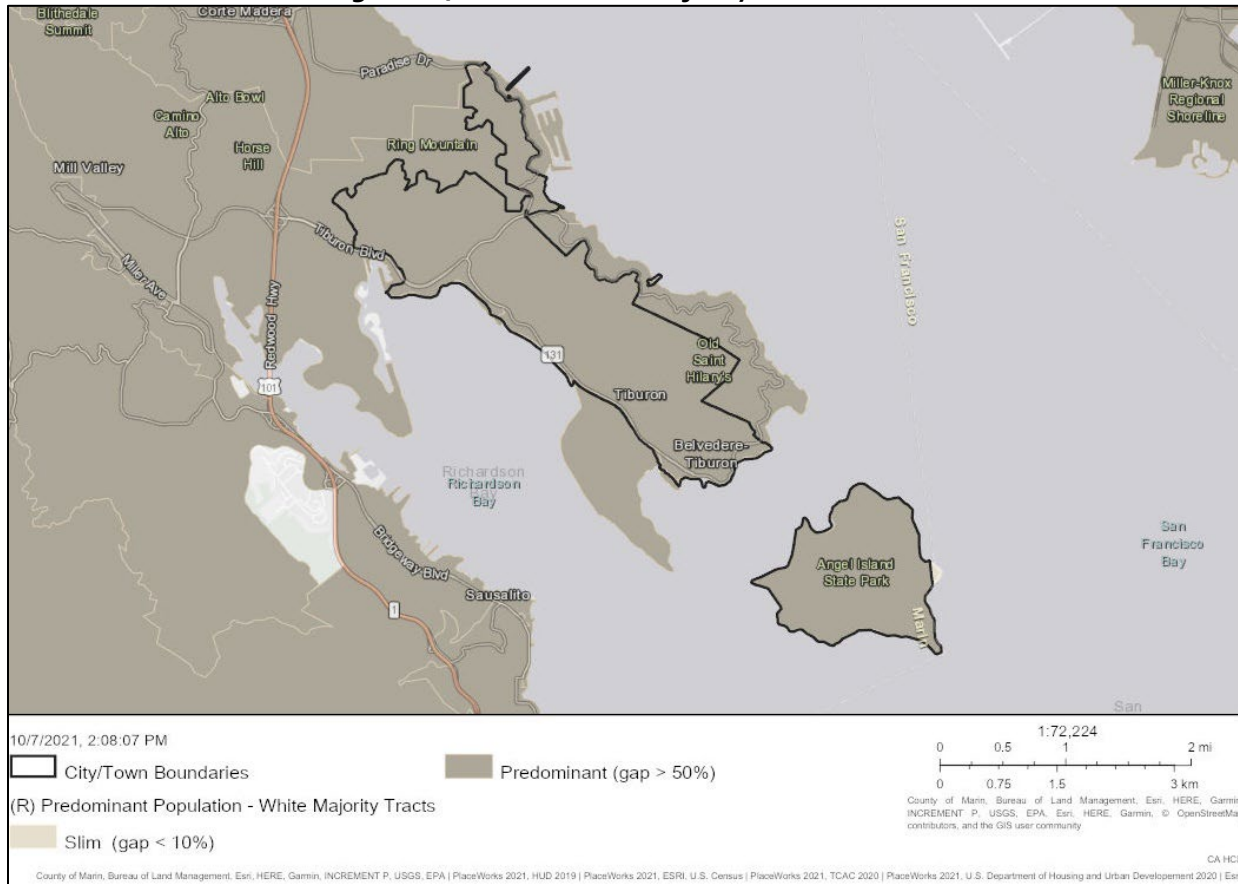 Blithedale
Summit
Corte Madera
Paradise Dr
Miller-Knox
Regional
Shoreline
Alto Bowl
Camino
Alto
Ring Mountain
Horse
Hill
Mill Valley
Tiburon Blvd
San Francisco
Miller Ave
Redwood Hwy
Old
Saint
Hilary's
131
101
Tiburon
Belvedere-
Tiburon
Richardson
Bay
Richardson
Bay
San
Francisco
Bay
Bridgeway Blvd
Angel Island
State Park
Sausalito
1
Marin
San
10/7/2021, 2:08:07 PM
City/Town Boundaries
Predominant (gap > 50%)
(R) Predominant Population - White Majority Tracts
Slim (gap < 10%)
1:72,224
0 0.5 1 2 mi
0 0.75 1.5 3 km
County of Marin, Bureau of Land Management, Esri, HERE, Garmin,
INCREMENT P, USGS, EPA, Esri, HERE, Garmin, © OpenStreetMa
contributors, and the GIS user community
CA HC
County of Marin, Bureau of Land Management, Esri, HERE, Garmin, INCREMENT P, USGS, EPA | PlaceWorks 2021, HUD 2019 | PlaceWorks 2021, ESRI, U.S. Census | PlaceWorks 2021, TCAC 2020 | PlaceWorks 2021, U.S. Department of Housing and Urban Developement 2020 | Esr